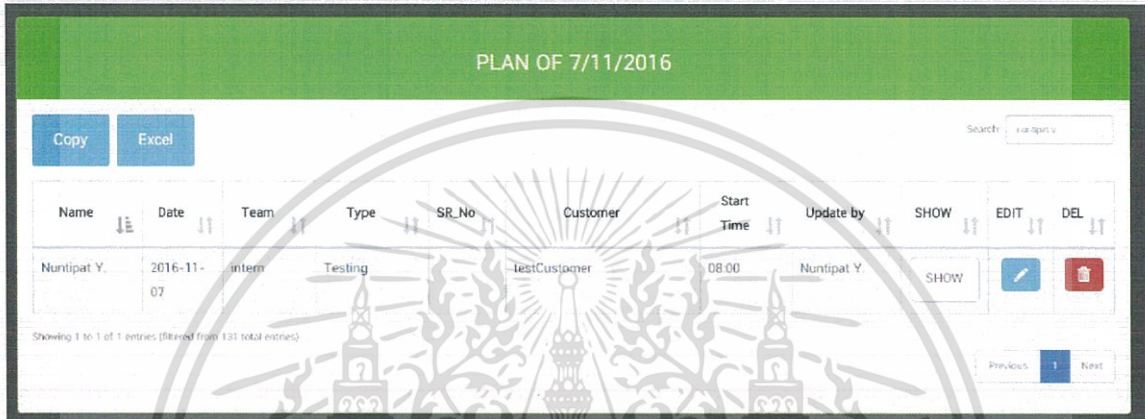 PLAN OF 7/11/2016
Copy Excel Search:
Name Date Team Type SR_No Customer Start Time Update by SHOW EDIT DEL
Nuntipat Y. 2016-11-07 intern Testing testCustomer 08:00 Nuntipat Y. SHOW
Showing 1 to 1 of 1 entries (filtered from 131 total entries)
Previous 1 Next